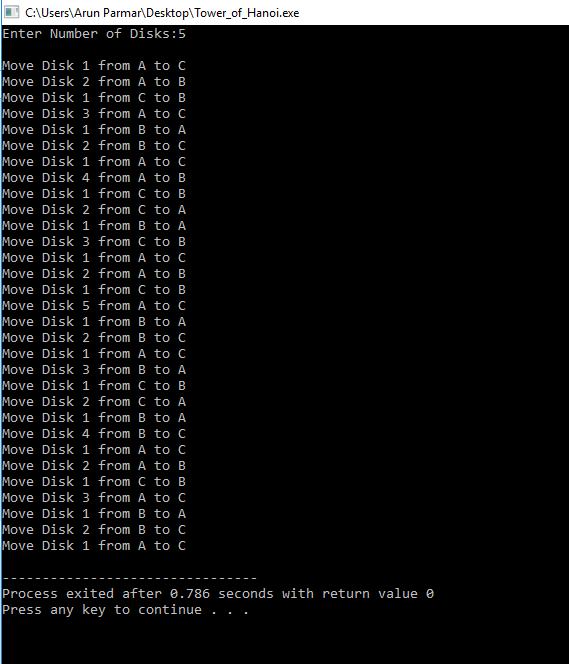 C:\Users\Arun Parmar\Desktop\Tower_of_Hanoi.exe
Enter Number of Disks:5
Move Disk 1 from A to C
Move Disk 2 from A to B
Move Disk 1 from C to B
Move Disk 3 from A to C
Move Disk 1 from B to A
Move Disk 2 from B to C
Move Disk 1 from A to C
Move Disk 4 from A to B
Move Disk 1 from C to B
Move Disk 2 from C to A
Move Disk 1 from B to A
Move Disk 3 from C to B
Move Disk 1 from A to C
Move Disk 2 from A to B
Move Disk 1 from C to B
Move Disk 5 from A to C
Move Disk 1 from B to A
Move Disk 2 from B to C
Move Disk 1 from A to C
Move Disk 3 from B to A
Move Disk 1 from C to B
Move Disk 2 from C to A
Move Disk 1 from B to A
Move Disk 4 from B to C
Move Disk 1 from A to C
Move Disk 2 from A to B
Move Disk 1 from C to B
Move Disk 3 from A to C
Move Disk 1 from B to A
Move Disk 2 from B to C
Move Disk 1 from A to C
--------------------------------
Process exited after 0.786 seconds with return value 0
Press any key to continue . . .